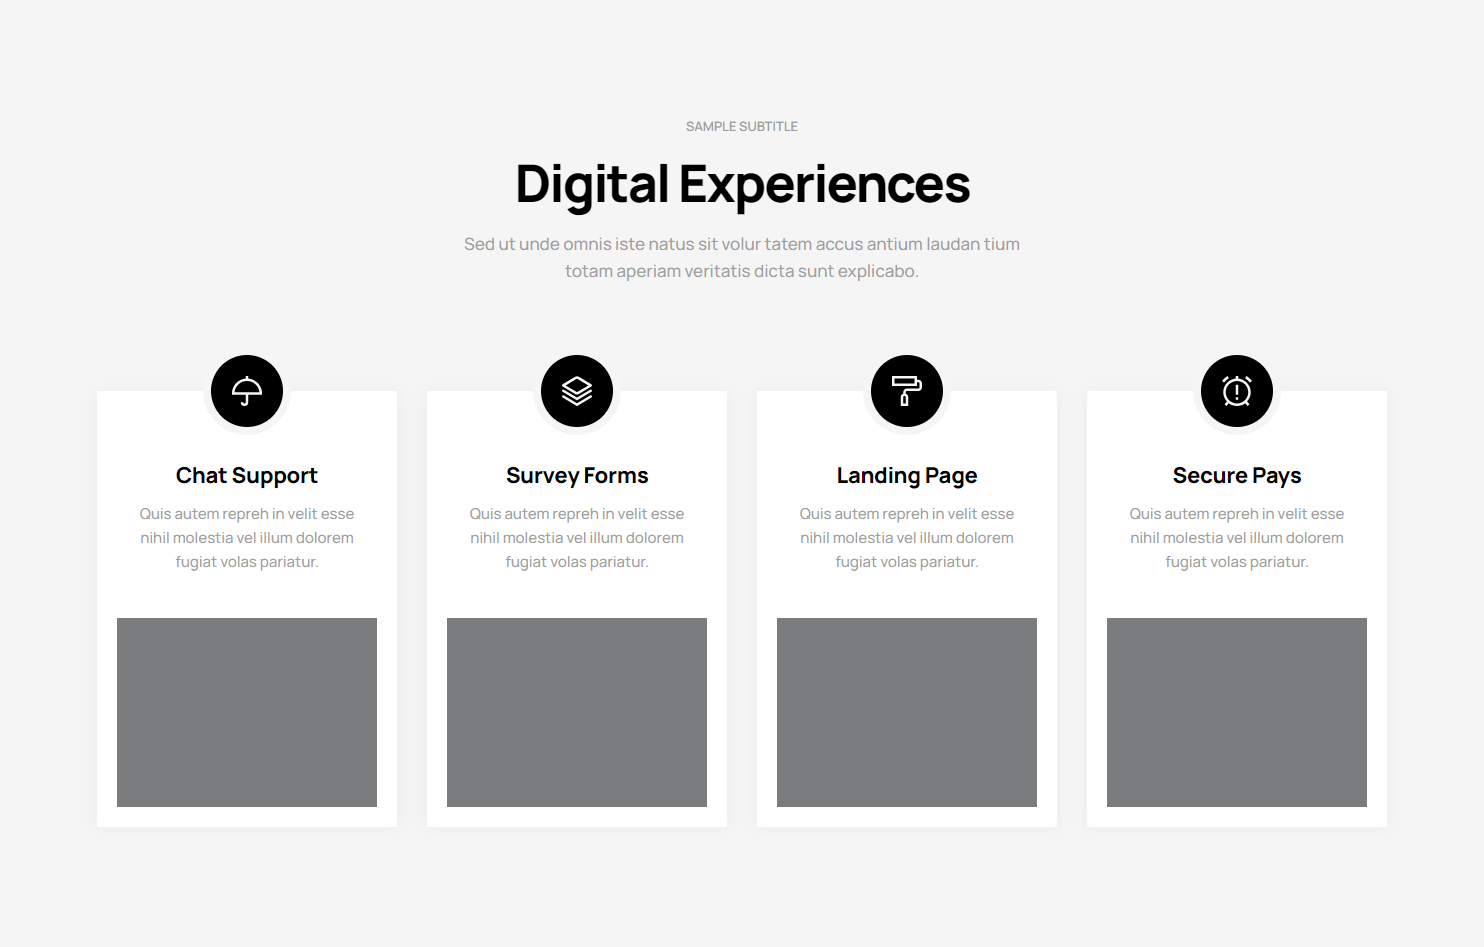 SAMPLE SUBTITLE
Digital Experiences
Sed ut unde omnis iste natus sit volur tatem accus antium laudan tium
totam aperiam veritatis dicta sunt explicabo.
Chat Support
Quis autem repreh in velit esse
nihil molestia vel illum dolorem
fugiat volas pariatur.
Survey Forms
Quis autem repreh in velit esse
nihil molestia vel illum dolorem
fugiat volas pariatur.
Landing Page
Quis autem repreh in velit esse
nihil molestia vel illum dolorem
fugiat volas pariatur.
Secure Pays
Quis autem repreh in velit esse
nihil molestia vel illum dolorem
fugiat volas pariatur.